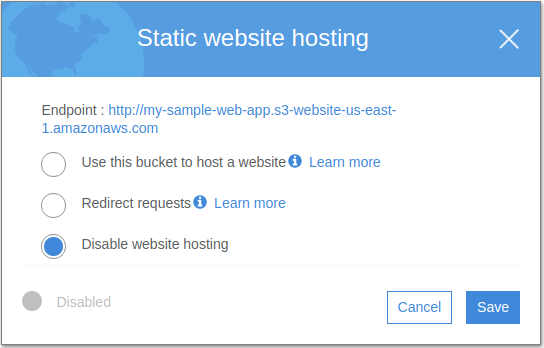 Static website hosting
Endpoint : http://my-sample-web-app.s3-website-us-east-
1.amazonaws.com
Use this bucket to host a website Learn more
Redirect requests Learn more
Disable website hosting
Disabled
Cancel
Save